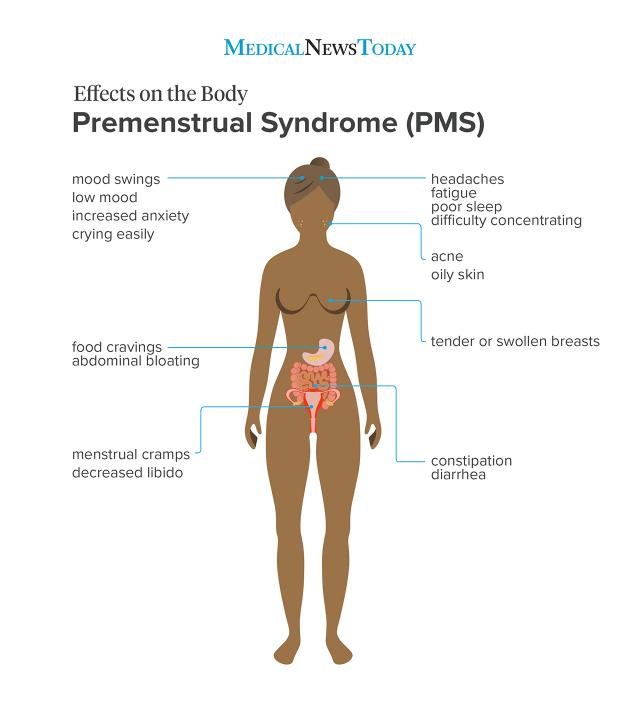 MEDICALNEWSTODAY
Effects on the Body
Premenstrual Syndrome (PMS)
mood swings
low mood
increased anxiety
crying easily
headaches
fatigue
poor sleep
difficulty concentrating
acne
oily skin
tender or swollen breasts
food cravings
abdominal bloating
menstrual cramps
decreased libido
constipation
diarrhea